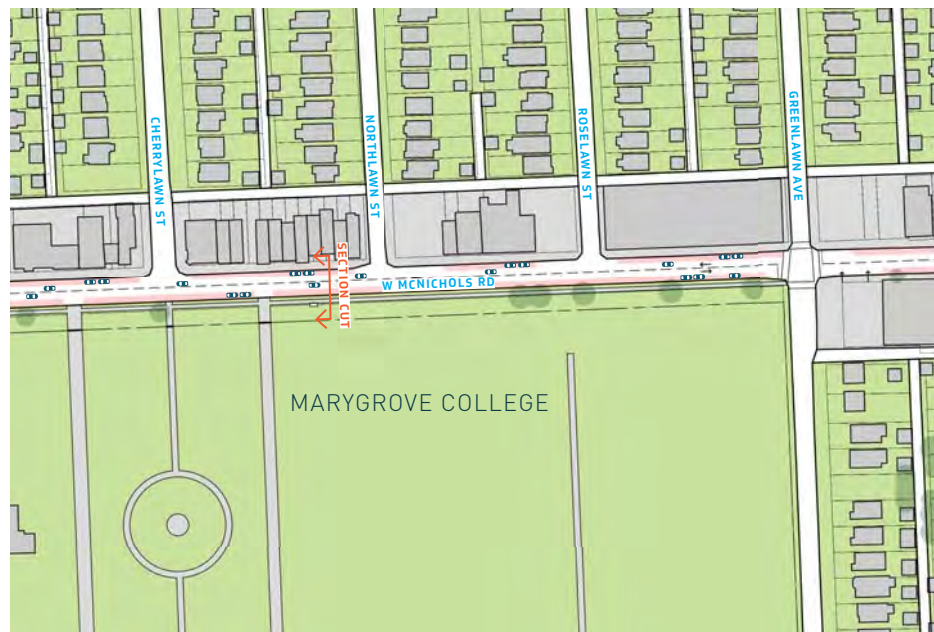 CHERRYLAWN ST
NORTHLAWN ST
ROSELAWN ST
GREENLAWN AVE
SECTION CUT
W MCNICHOLS RD
MARYGROVE COLLEGE